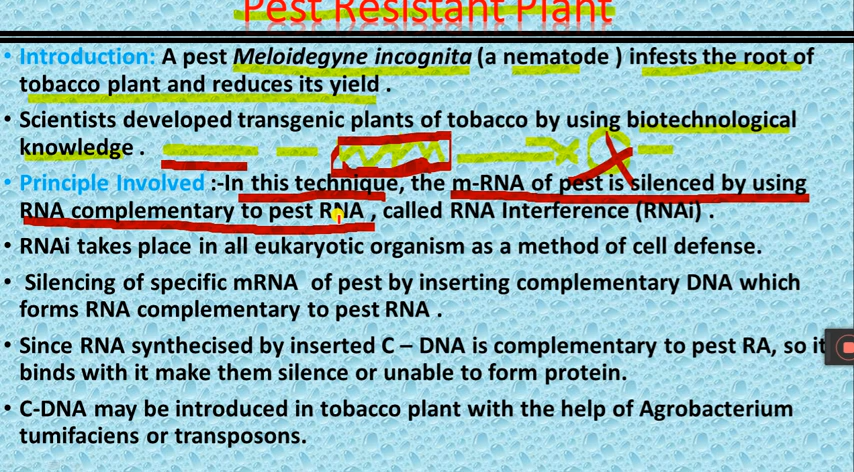 Pest Resistant Plant
• Introduction: A pest Meloidegyne incognita (a nematode ) infests the root of
tobacco plant and reduces its yield .
• Scientists developed transgenic plants of tobacco by using biotechnological
knowledge .
• Principle Involved :-In this technique, the m-RNA of pest is silenced by using
RNA complementary to pest RNA , called RNA Interference (RNAi) .
• RNAi takes place in all eukaryotic organism as a method of cell defense.
• Silencing of specific mRNA of pest by inserting complementary DNA which
forms RNA complementary to pest RNA .
• Since RNA synthecised by inserted C – DNA is complementary to pest RA, so it
binds with it make them silence or unable to form protein.
• C-DNA may be introduced in tobacco plant with the help of Agrobacterium
tumifaciens or transposons.